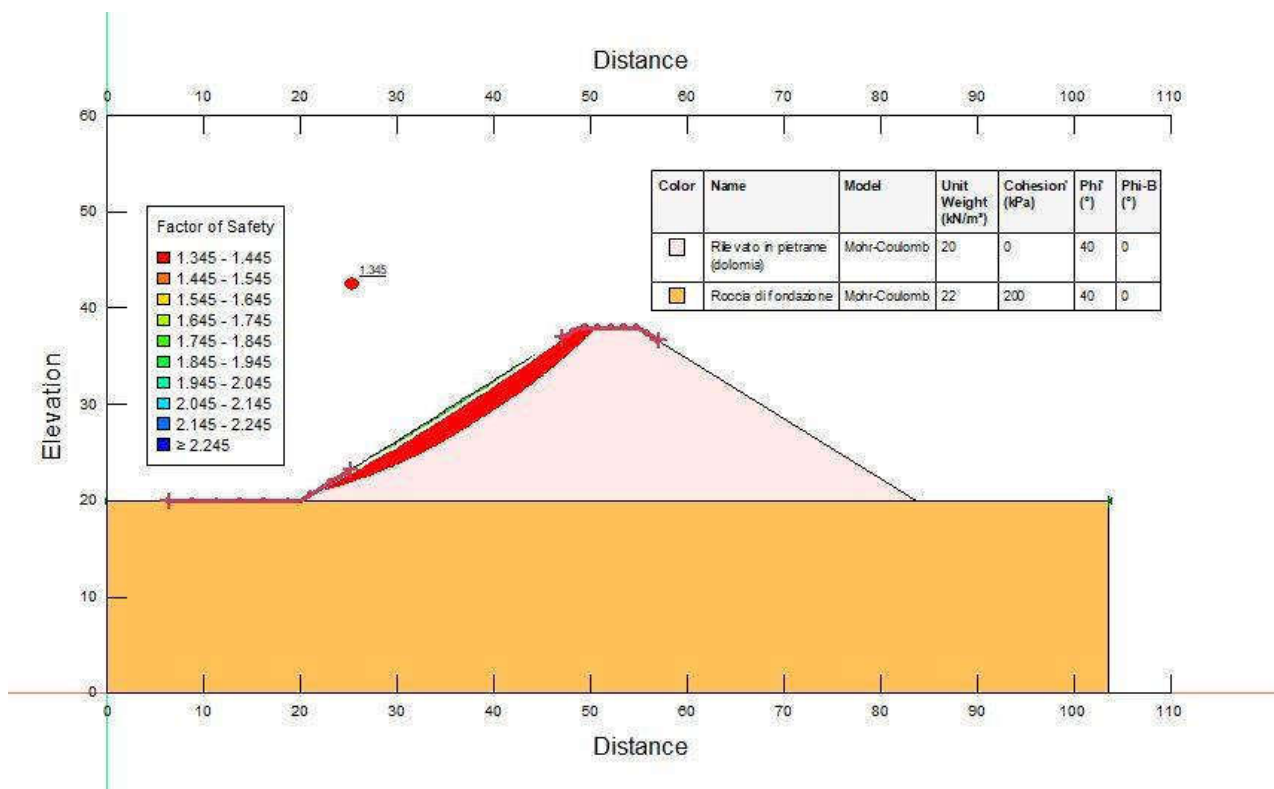 Distance
0 10 20 30 40 50 60 70 80 90 100 110
60
50
40
30
20
10
0
Elevation
Factor of Safety
1.345 - 1.445
1.445 - 1.545
1.545 - 1.645
1.645 - 1.745
1.745 - 1.845
1.845 - 1.945
1.945 - 2.045
2.045 - 2.145
2.145 - 2.245
≥ 2.245
1.345
Color Name Model Unit Weight (kN/m³) Cohesion' (kPa) Phi' (°) Phi-B (°)
Rilevato in pietrame (dolomia) Mohr-Coulomb 20 0 40 0
Roccia di fondazione Mohr-Coulomb 22 200 40 0
0 10 20 30 40 50 60 70 80 90 100 110
Distance